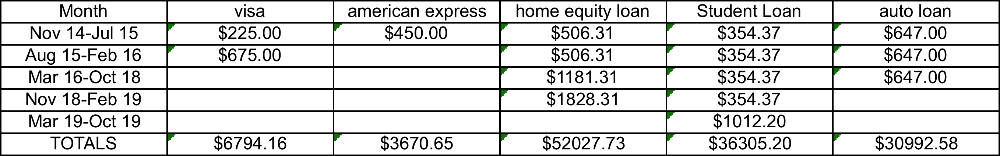 Month visa american express home equity loan Student Loan auto loan
Nov 14-Jul 15 $225.00 $450.00 $506.31 $354.37 $647.00
Aug 15-Feb 16 $675.00 $506.31 $354.37 $647.00
Mar 16-Oct 18 $1181.31 $354.37 $647.00
Nov 18-Feb 19 $1828.31 $354.37
Mar 19-Oct 19 $1012.20
TOTALS $6794.16 $3670.65 $52027.73 $36305.20 $30992.58